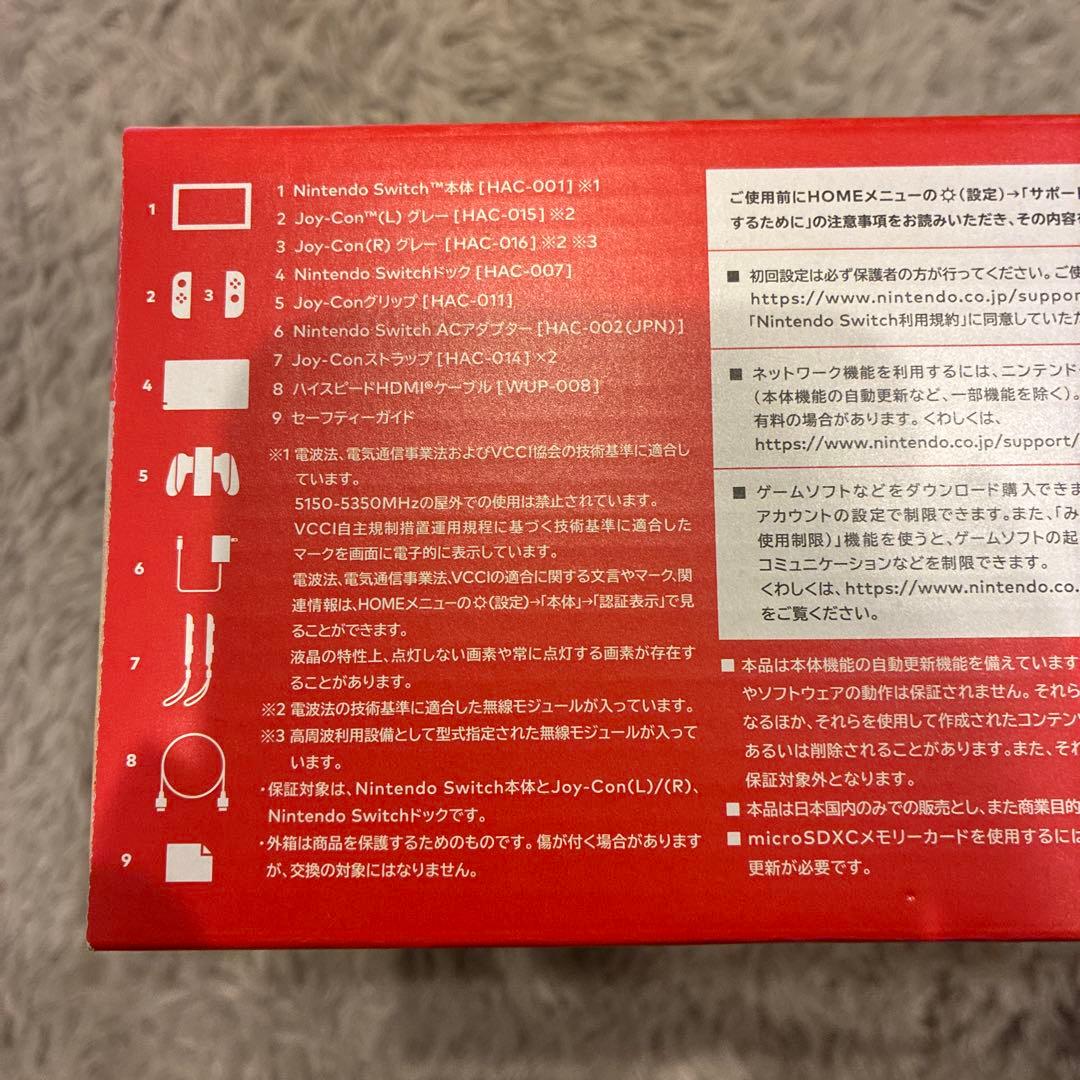 1 Nintendo Switch™本体 [HAC-001] ※1
2 Joy-Con™(L) グレー [HAC-015] ※2
3 Joy-Con(R) グレー [HAC-016] ※2 ※3
4 Nintendo Switchドック [HAC-007]
5 Joy-Conグリップ [HAC-011]
6 Nintendo Switch ACアダプター [HAC-002(JPN)]
7 Joy-Conストラップ [HAC-014] ×2
8 ハイスピードHDMI®ケーブル [WUP-008]
9 セーフティーガイド
1
2
3
4
5
6
7
8
9
※1 電波法、電気通信事業法およびVCCI協会の技術基準に適合し
ています。
5150-5350MHzの屋外での使用は禁止されています。
VCCI自主規制措置運用規程に基づく技術基準に適合した
マークを画面に電子的に表示しています。
電波法、電気通信事業法、VCCIの適合に関する文言やマーク、関
連情報は、HOMEメニューの(設定)→「本体」→「認証表示」で見
ることができます。
液晶の特性上、点灯しない画素や常に点灯する画素が存在す
ることがあります。
※2 電波法の技術基準に適合した無線モジュールが入っています。
※3 高周波利用設備として型式指定された無線モジュールが入って
います。
・保証対象は、Nintendo Switch本体とJoy-Con(L)/(R)、
Nintendo Switchドックです。
・外箱は商品を保護するためのものです。傷が付く場合があります
が、交換の対象にはなりません。
ご使用前にHOMEメニューの(設定)→「サポート
するために」の注意事項をお読みいただき、その内容
■ 初回設定は必ず保護者の方が行ってください。ご使
https://www.nintendo.co.jp/suppor
「Nintendo Switch利用規約」に同意していた
■ ネットワーク機能を利用するには、ニンテンド
(本体機能の自動更新など、一部機能を除く)。
有料の場合があります。くわしくは、
https://www.nintendo.co.jp/support/
■ ゲームソフトなどをダウンロード購入できま
アカウントの設定で制限できます。また、「み
使用制限)」機能を使うと、ゲームソフトの起
コミュニケーションなどを制限できます。
くわしくは、https://www.nintendo.co.
をご覧ください。
■ 本品は本体機能の自動更新機能を備えています
やソフトウェアの動作は保証されません。それら
なるほか、それらを使用して作成されたコンテン
あるいは削除されることがあります。また、それ
保証対象外となります。
■ 本品は日本国内のみでの販売とし、また商業目的
■ microSDXCメモリーカードを使用するには
更新が必要です。